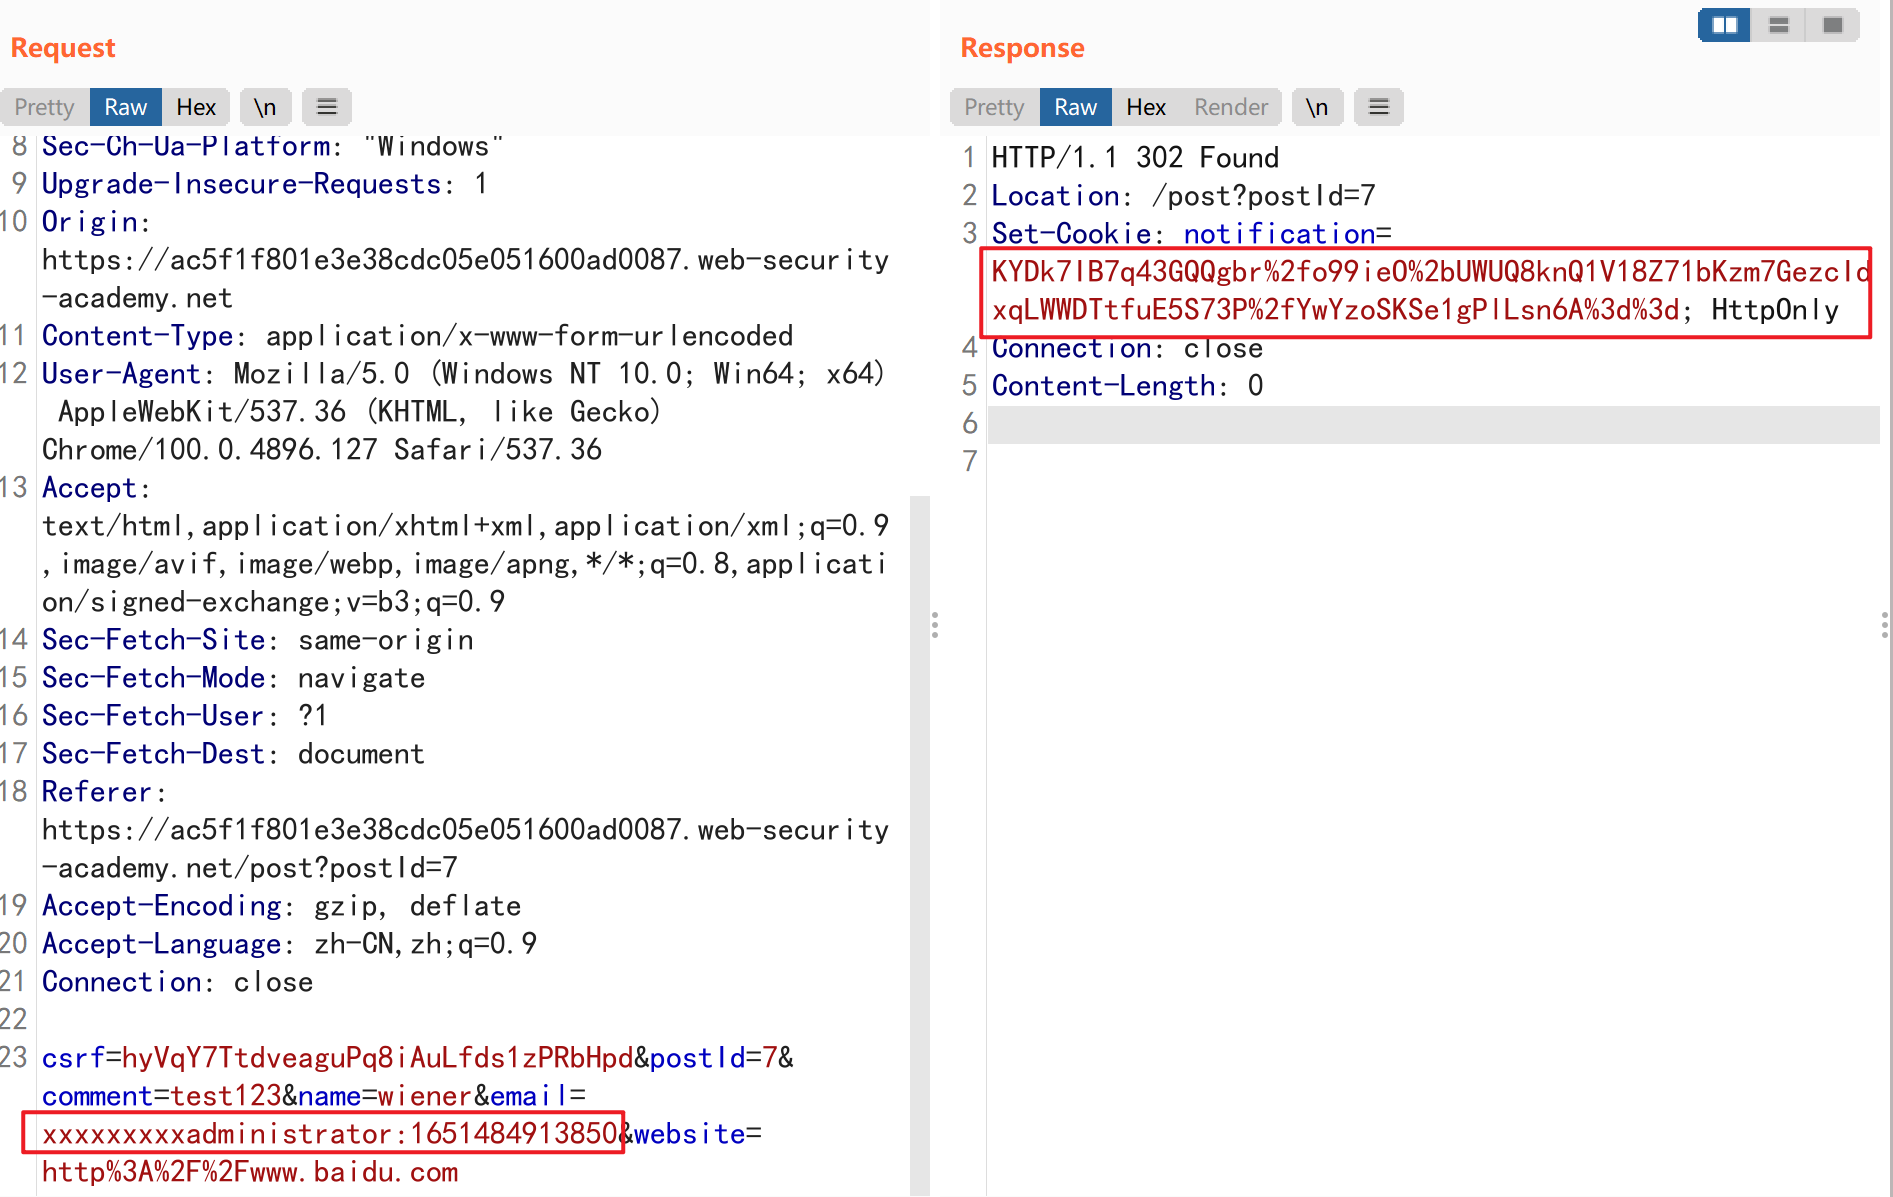 Request
Pretty Raw Hex \n
8 Sec-Ch-Ua-Platform: "Windows"
9 Upgrade-Insecure-Requests: 1
10 Origin:
https://ac5f1f801e3e38cdc05e051600ad0087.web-security
-academy.net
11 Content-Type: application/x-www-form-urlencoded
12 User-Agent: Mozilla/5.0 (Windows NT 10.0; Win64; x64)
AppleWebKit/537.36 (KHTML, like Gecko)
Chrome/100.0.4896.127 Safari/537.36
13 Accept:
text/html,application/xhtml+xml,application/xml;q=0.9
,image/avif,image/webp,image/apng,*/*;q=0.8,applicati
on/signed-exchange;v=b3;q=0.9
14 Sec-Fetch-Site: same-origin
15 Sec-Fetch-Mode: navigate
16 Sec-Fetch-User: ?1
17 Sec-Fetch-Dest: document
18 Referer:
https://ac5f1f801e3e38cdc05e051600ad0087.web-security
-academy.net/post?postId=7
19 Accept-Encoding: gzip, deflate
20 Accept-Language: zh-CN,zh;q=0.9
21 Connection: close
22
23 csrf=hyVqY7TtdveaguPq8iAuLfds1zPRbHpd&postId=7&
comment=test123&name=wiener&email=
xxxxxxxxxadministrator:1651484913850&website=
http%3A%2F%2Fwww.baidu.com
Response
Pretty Raw Hex Render \n
1 HTTP/1.1 302 Found
2 Location: /post?postId=7
3 Set-Cookie: notification=
KYDk7IB7q43GQQgbr%2fo99ieO%2bUWUQ8knQ1V18Z71bKzm7GezcId
xqLWWDTtfuE5S73P%2fYwYzoSKSe1gPlLsn6A%3d%3d; HttpOnly
4 Connection: close
5 Content-Length: 0
6
7